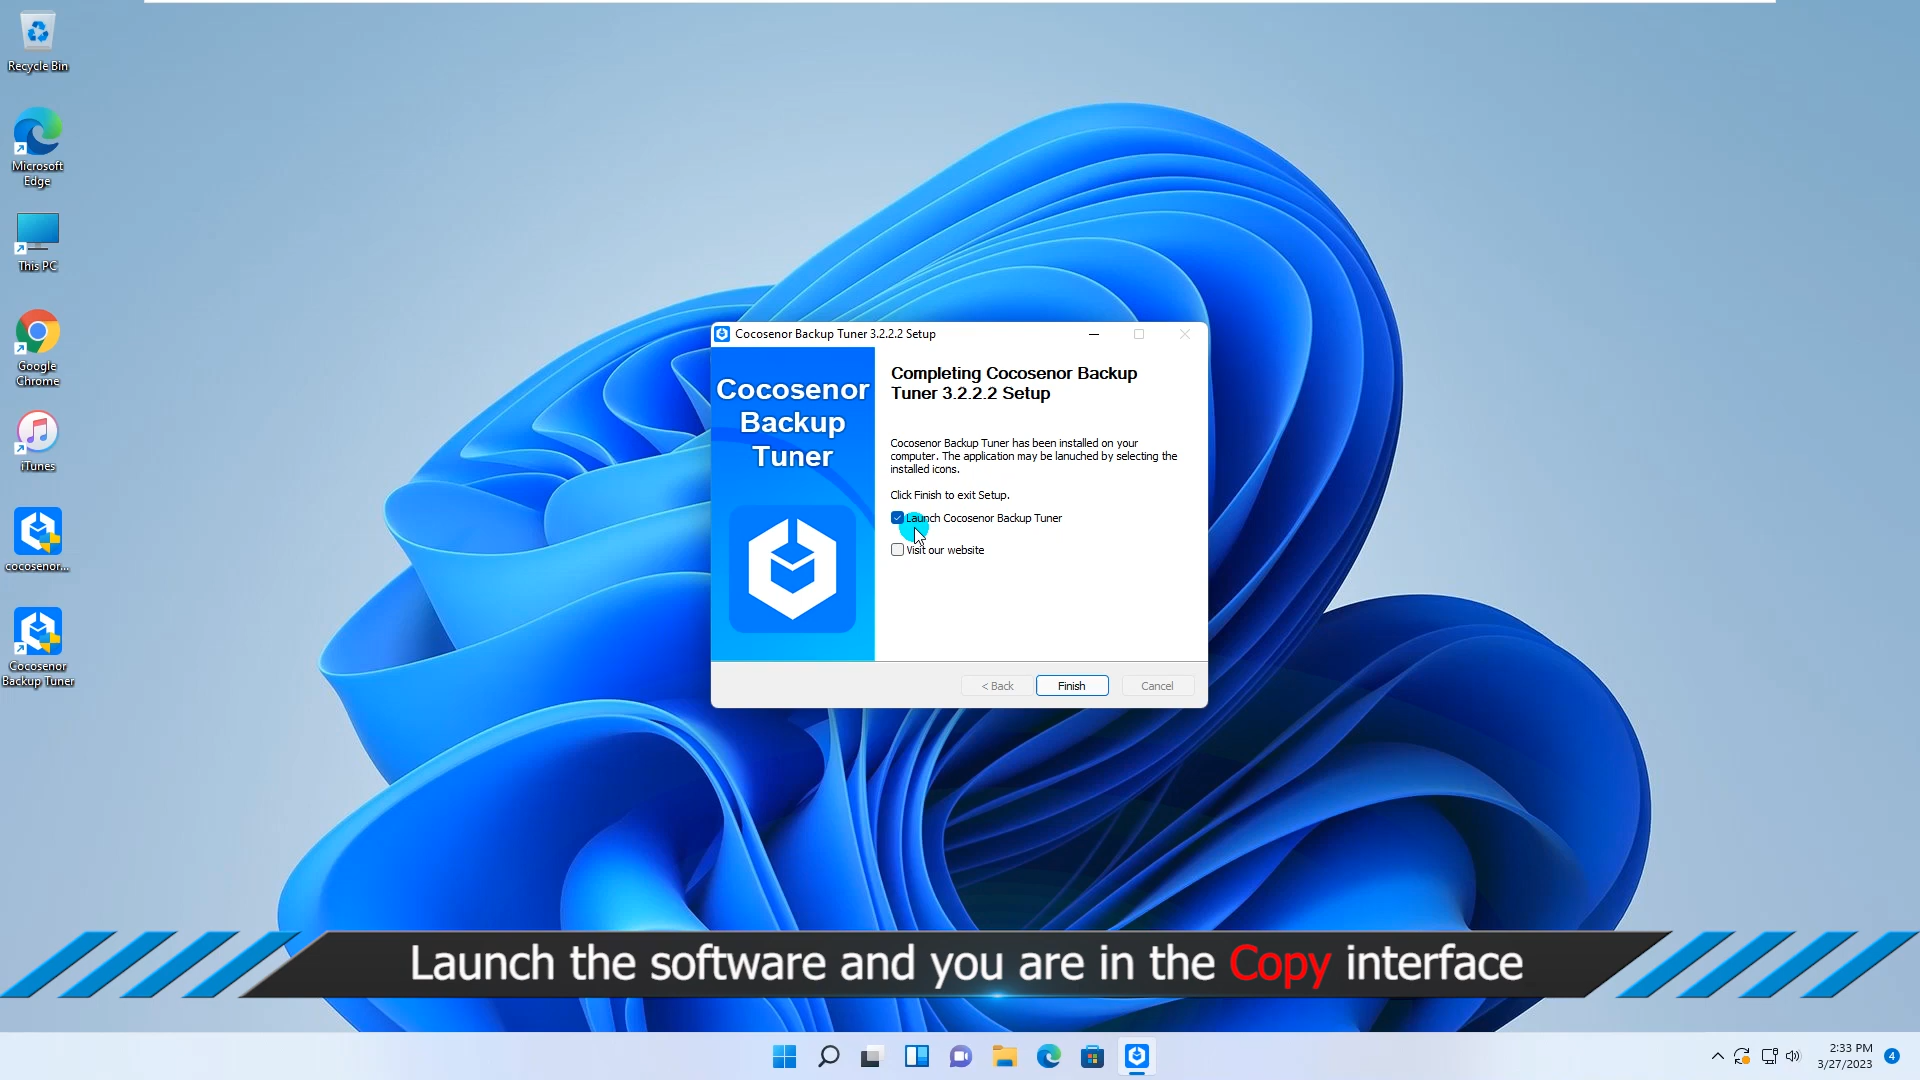 Recycle Bin
Microsoft
Edge
This PC
Google
Chrome
iTunes
cocosenor...
Cocosenor
Backup Tuner
Cocosenor Backup Tuner 3.2.2.2 Setup
Cocosenor
Backup
Tuner
Completing Cocosenor Backup
Tuner 3.2.2.2 Setup
Cocosenor Backup Tuner has been installed on your
computer. The application may be lanuched by selecting the
installed icons.
Click Finish to exit Setup.
Launch Cocosenor Backup Tuner
Visit our website
< Back
Finish
Cancel
Launch the software and you are in the Copy interface
2:33 PM
3/27/2023
4